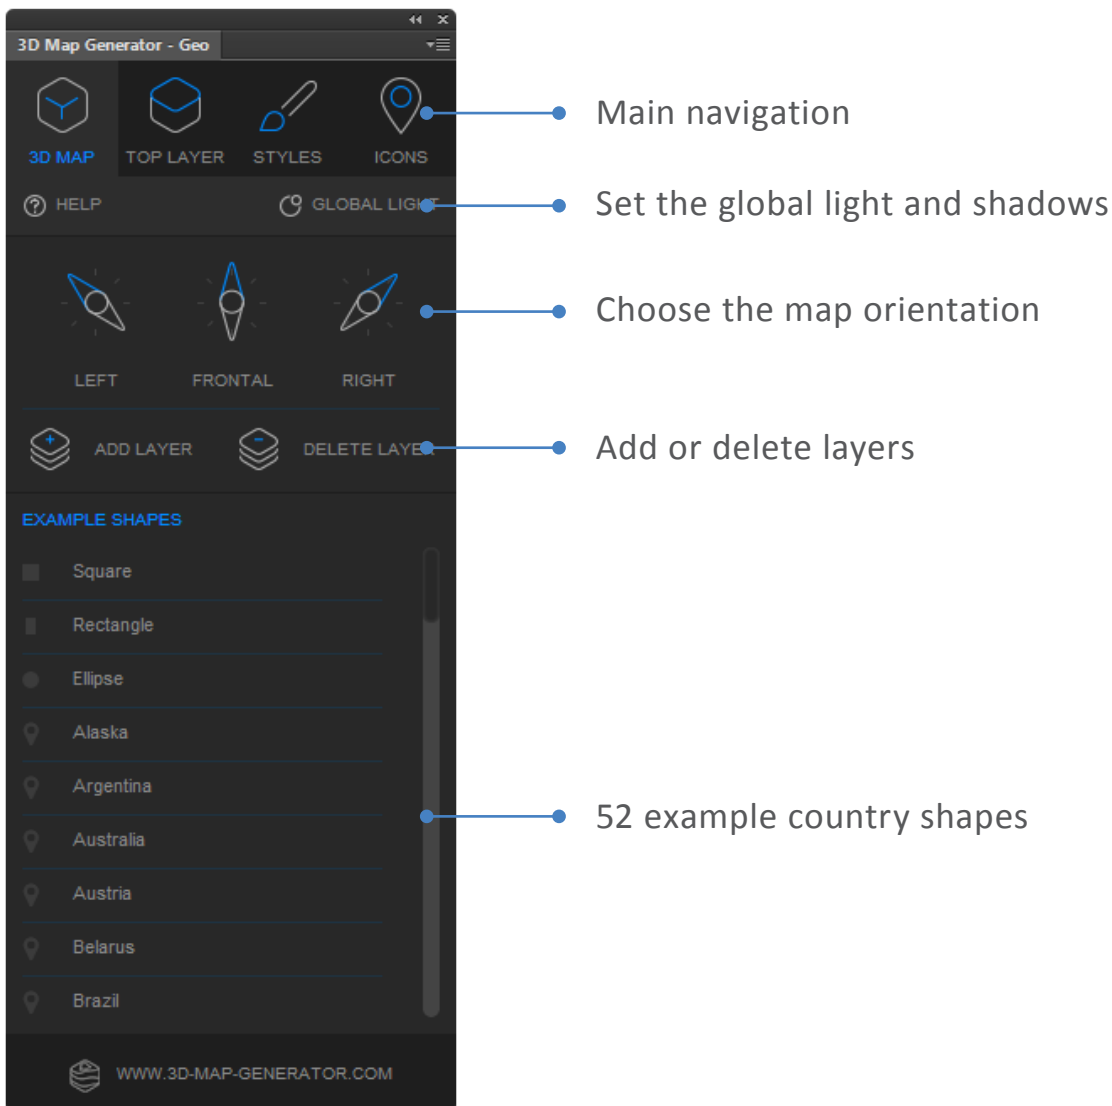 3D Map Generator - Geo
3D MAP TOP LAYER STYLES ICONS
Main navigation
HELP GLOBAL LIGHT
Set the global light and shadows
Choose the map orientation
LEFT FRONTAL RIGHT
ADD LAYER DELETE LAYER
Add or delete layers
EXAMPLE SHAPES
Square
Rectangle
Ellipse
Alaska
Argentina
Australia
52 example country shapes
Austria
Belarus
Brazil
WWW.3D-MAP-GENERATOR.COM